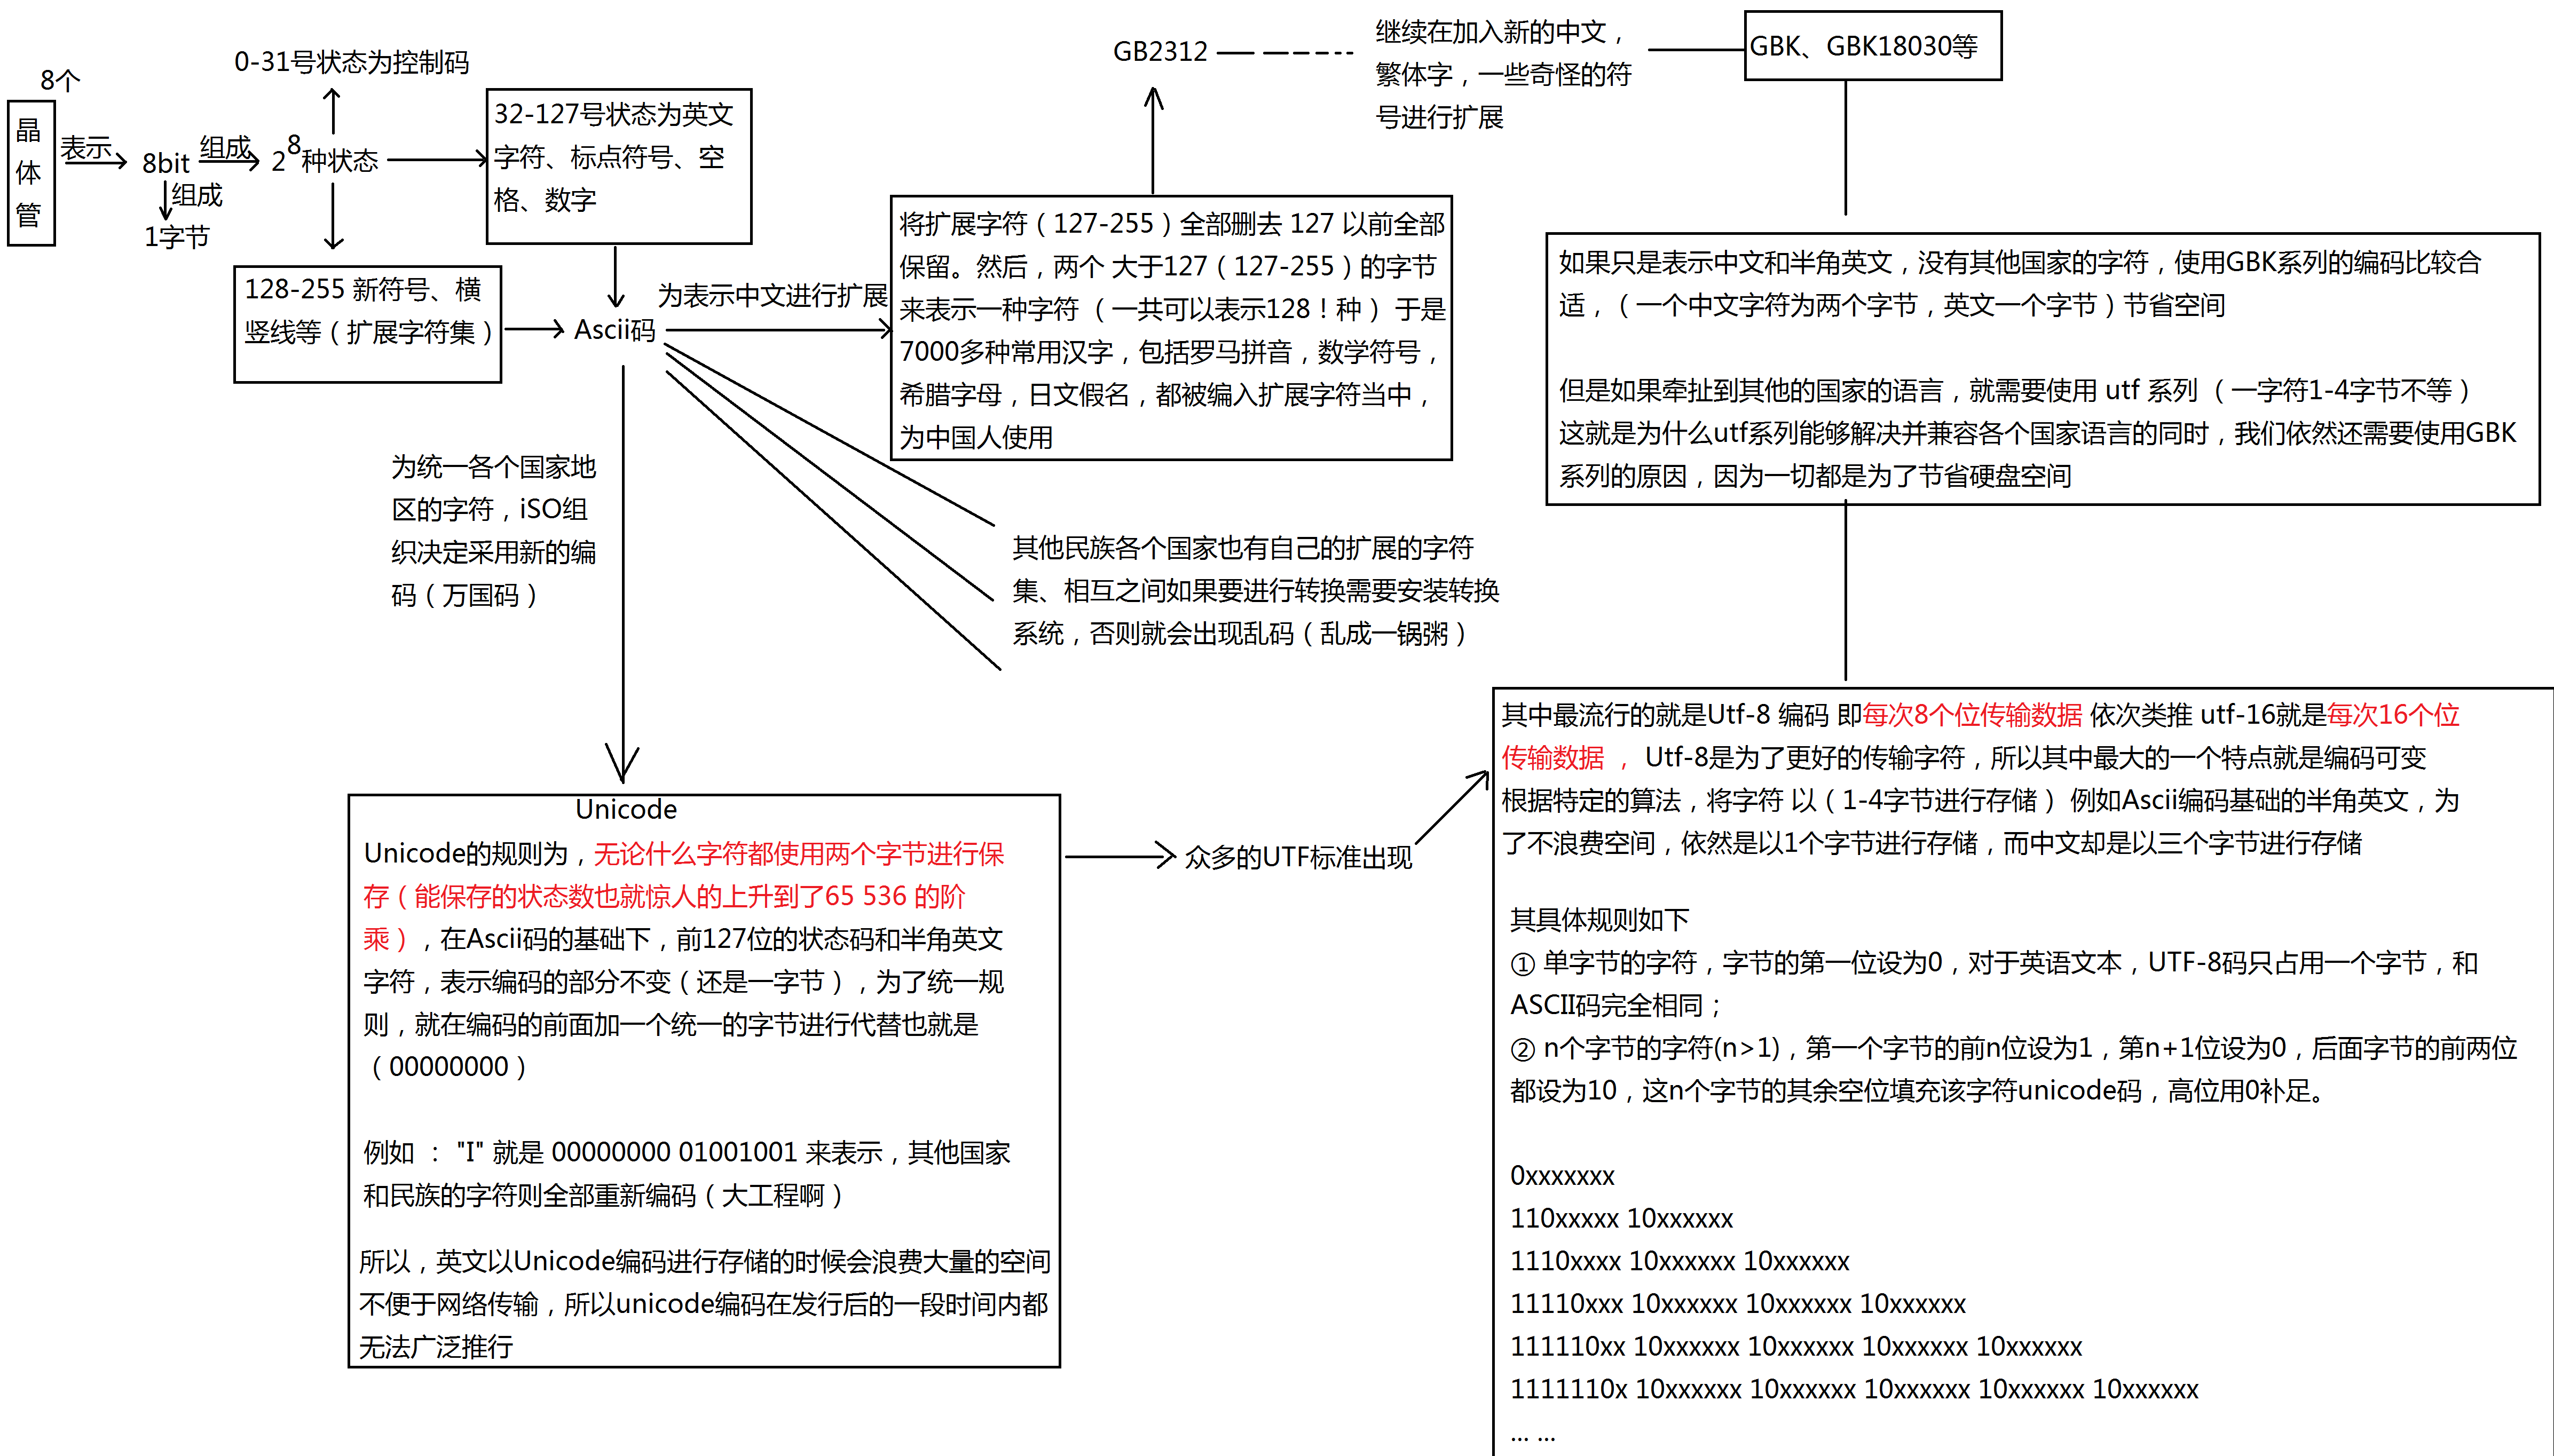 8个
晶
体
管
表示
8bit
组成
1字节
组成
2⁸种状态
0-31号状态为控制码
32-127号状态为英文
字符、标点符号、空
格、数字
128-255 新符号、横
竖线等（扩展字符集）
Ascii码
为表示中文进行扩展
将扩展字符（127-255）全部删去 127 以前全部
保留。然后，两个 大于127（127-255）的字节
来表示一种字符 （一共可以表示128！种） 于是
7000多种常用汉字，包括罗马拼音，数学符号，
希腊字母，日文假名，都被编入扩展字符当中，
为中国人使用
GB2312
继续在加入新的中文，
繁体字，一些奇怪的符
号进行扩展
GBK、GBK18030等
如果只是表示中文和半角英文，没有其他国家的字符，使用GBK系列的编码比较合
适，（一个中文字符为两个字节，英文一个字节）节省空间
但是如果牵扯到其他的国家的语言，就需要使用 utf 系列 （一字符1-4字节不等）
这就是为什么utf系列能够解决并兼容各个国家语言的同时，我们依然还需要使用GBK
系列的原因，因为一切都是为了节省硬盘空间
其他民族各个国家也有自己的扩展的字符
集、相互之间如果要进行转换需要安装转换
系统，否则就会出现乱码（乱成一锅粥）
为统一各个国家地
区的字符，iSO组
织决定采用新的编
码（万国码）
Unicode
Unicode的规则为，无论什么字符都使用两个字节进行保
存（能保存的状态数也就惊人的上升到了65 536 的阶
乘），在Ascii码的基础下，前127位的状态码和半角英文
字符，表示编码的部分不变（还是一字节），为了统一规
则，就在编码的前面加一个统一的字节进行代替也就是
（00000000）
例如 ： "I" 就是 00000000 01001001 来表示，其他国家
和民族的字符则全部重新编码（大工程啊）
所以，英文以Unicode编码进行存储的时候会浪费大量的空间
不便于网络传输，所以unicode编码在发行后的一段时间内都
无法广泛推行
众多的UTF标准出现
其中最流行的就是Utf-8 编码 即每次8个位传输数据 依次类推 utf-16就是每次16个位
传输数据 ， Utf-8是为了更好的传输字符，所以其中最大的一个特点就是编码可变
根据特定的算法，将字符 以（1-4字节进行存储） 例如Ascii编码基础的半角英文，为
了不浪费空间，依然是以1个字节进行存储，而中文却是以三个字节进行存储
其具体规则如下
① 单字节的字符，字节的第一位设为0，对于英语文本，UTF-8码只占用一个字节，和
ASCII码完全相同；
② n个字节的字符(n>1)，第一个字节的前n位设为1，第n+1位设为0，后面字节的前两位
都设为10，这n个字节的其余空位填充该字符unicode码，高位用0补足。
0xxxxxxx
110xxxxx 10xxxxxx
1110xxxx 10xxxxxx 10xxxxxx
11110xxx 10xxxxxx 10xxxxxx 10xxxxxx
111110xx 10xxxxxx 10xxxxxx 10xxxxxx 10xxxxxx
1111110x 10xxxxxx 10xxxxxx 10xxxxxx 10xxxxxx 10xxxxxx
... ...